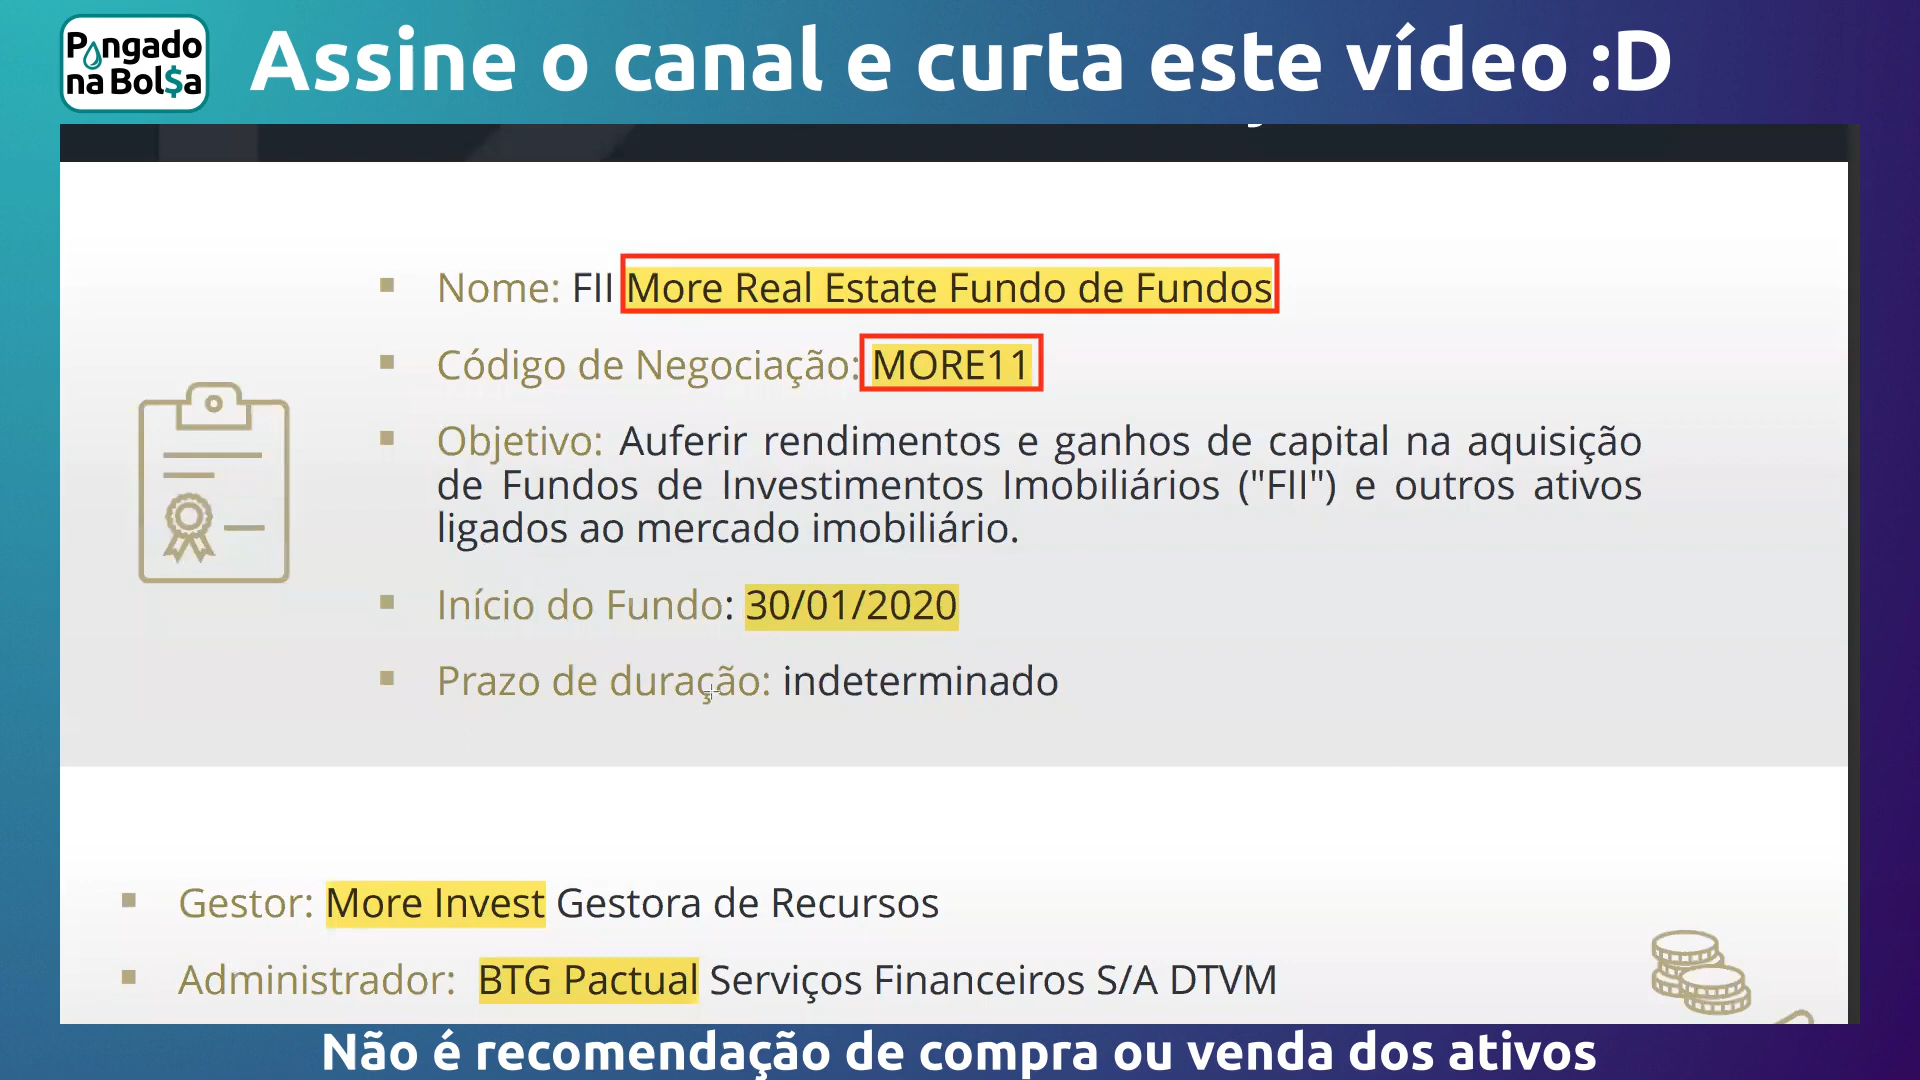 Pingado
na Bol$a
Assine o canal e curta este vídeo :D
Nome: FII More Real Estate Fundo de Fundos
Código de Negociação: MORE11
Objetivo: Auferir rendimentos e ganhos de capital na aquisição
de Fundos de Investimentos Imobiliários ("FII") e outros ativos
ligados ao mercado imobiliário.
Início do Fundo: 30/01/2020
Prazo de duração: indeterminado
Gestor: More Invest Gestora de Recursos
Administrador: BTG Pactual Serviços Financeiros S/A DTVM
Não é recomendação de compra ou venda dos ativos